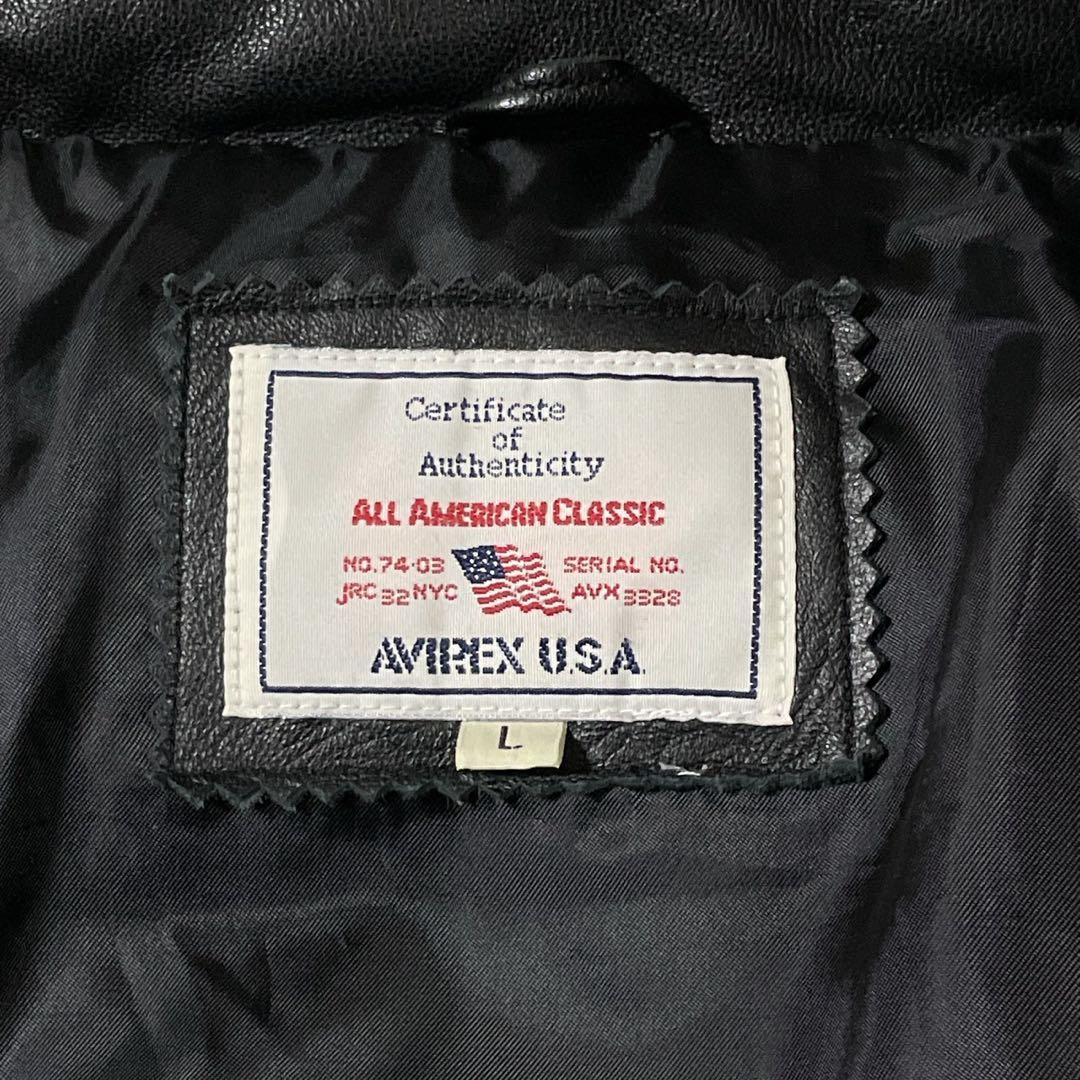 Certificate
of
Authenticity
ALL AMERICAN CLASSIC
NO.74-03 SERIAL NO.
JRC 32 NYC AVX 3328
AVIREX U.S.A.
L